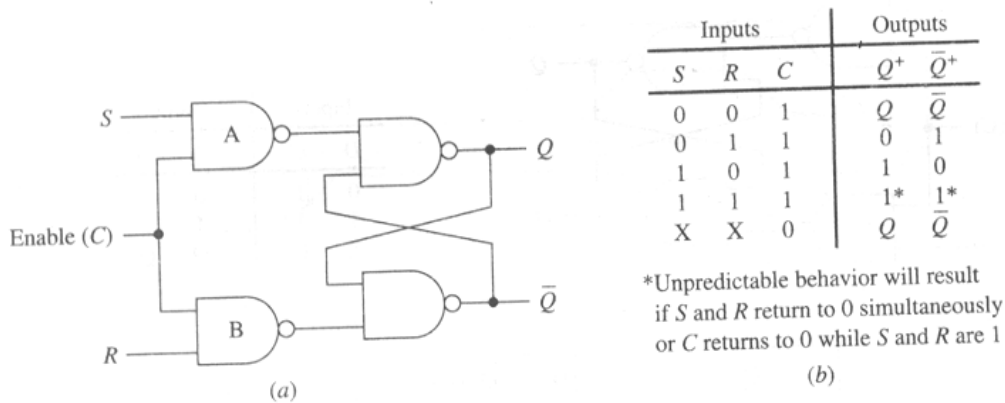 S
A
Q
Enable (C)
B
Q̅
R
(a)
Inputs Outputs
S R C Q⁺ Q̅⁺
0 0 1 Q Q̅
0 1 1 0 1
1 0 1 1 0
1 1 1 1* 1*
X X 0 Q Q̅
*Unpredictable behavior will result
if S and R return to 0 simultaneously
or C returns to 0 while S and R are 1
(b)